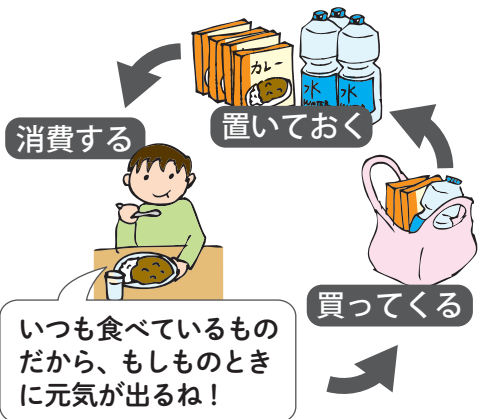 カレー
水
WATER
水
置いておく
消費する
買ってくる
いつも食べているもの
だから、もしものとき
に元気が出るね！